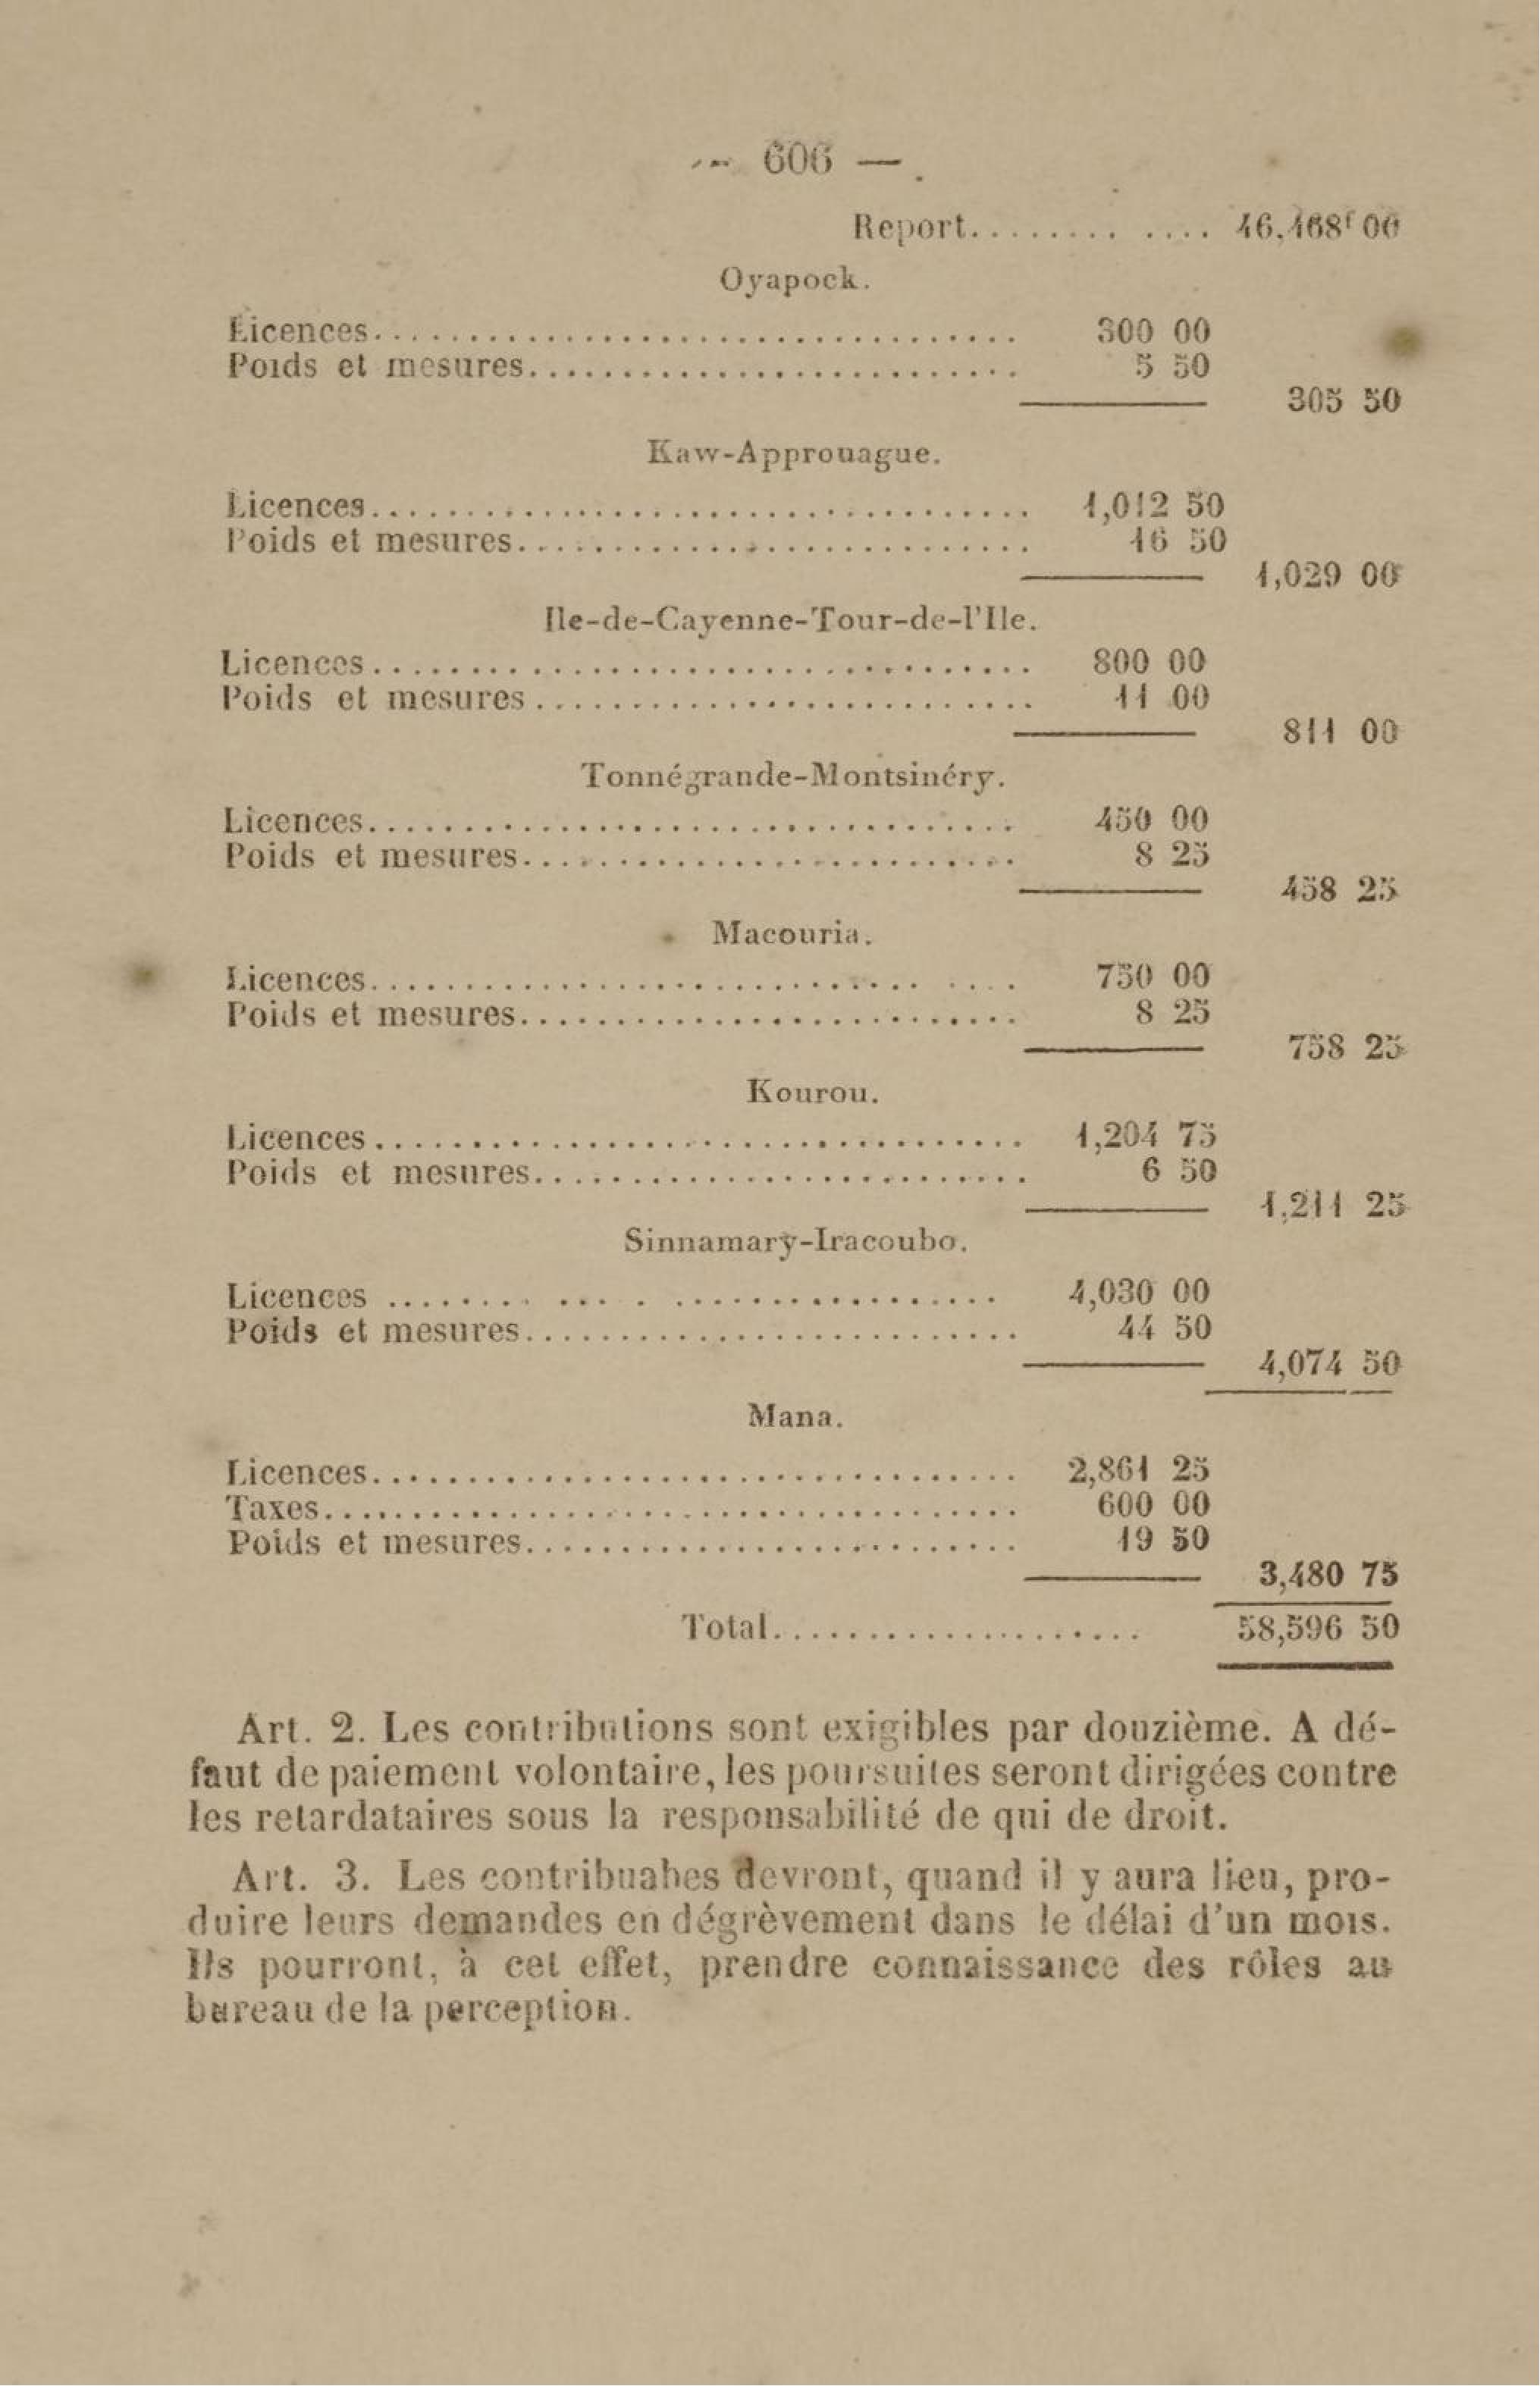 — 606 —
Report............. 46,468f 00
Oyapock.
Licences.................................. 300 00
Poids et mesures.......................... 5 50
305 50
Kaw-Approuague.
Licences.................................. 1,012 50
Poids et mesures.......................... 16 50
1,029 00
Ile-de-Cayenne-Tour-de-l'Ile.
Licences.................................. 800 00
Poids et mesures.......................... 11 00
811 00
Tonnégrande-Montsinéry.
Licences.................................. 450 00
Poids et mesures.......................... 8 25
458 25
Macouria.
Licences.................................. 750 00
Poids et mesures.......................... 8 25
758 25
Kourou.
Licences.................................. 1,204 75
Poids et mesures.......................... 6 50
1,211 25
Sinnamary-Iracoubo.
Licences.................................. 4,030 00
Poids et mesures.......................... 44 50
4,074 50
Mana.
Licences.................................. 2,861 25
Taxes..................................... 600 00
Poids et mesures.......................... 19 50
3,480 75
Total.................... 58,596 50
Art. 2. Les contributions sont exigibles par douzième. A dé-
faut de paiement volontaire, les poursuites seront dirigées contre
les retardataires sous la responsabilité de qui de droit.
Art. 3. Les contribuables devront, quand il y aura lieu, pro-
duire leurs demandes en dégrèvement dans le délai d'un mois.
Ils pourront, à cet effet, prendre connaissance des rôles au
bureau de la perception.